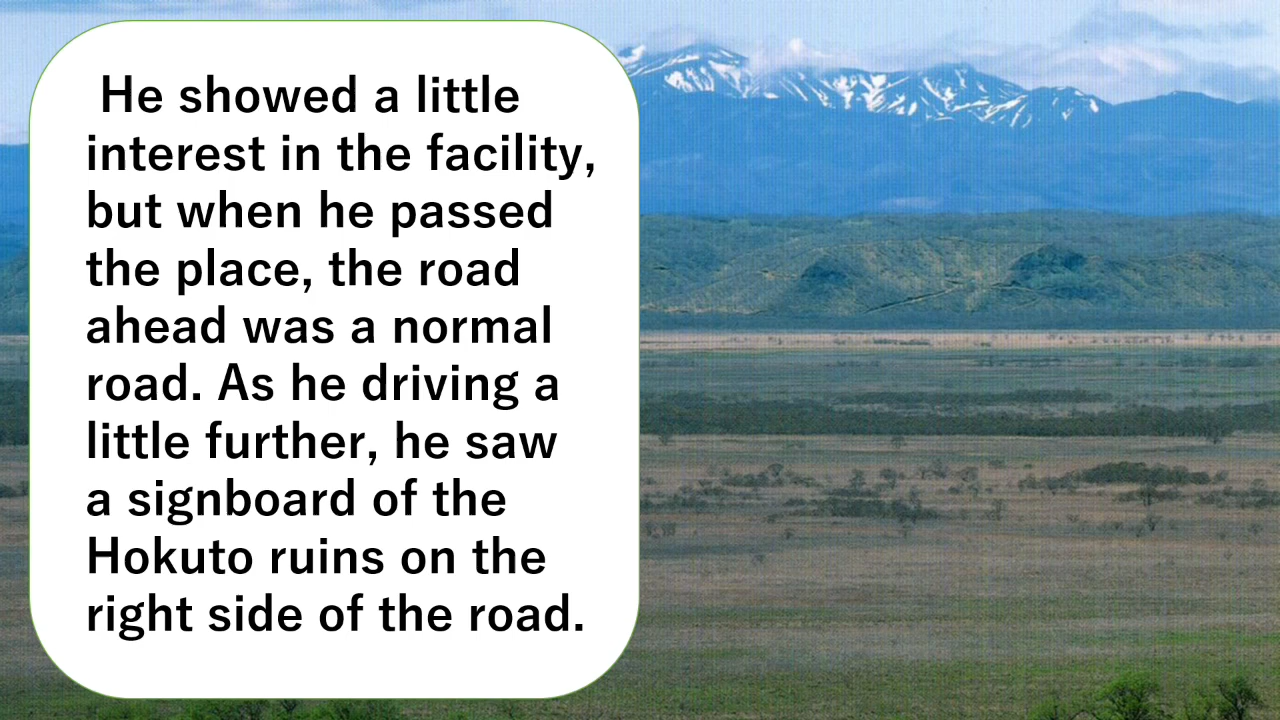 He showed a little
interest in the facility,
but when he passed
the place, the road
ahead was a normal
road. As he driving a
little further, he saw
a signboard of the
Hokuto ruins on the
right side of the road.